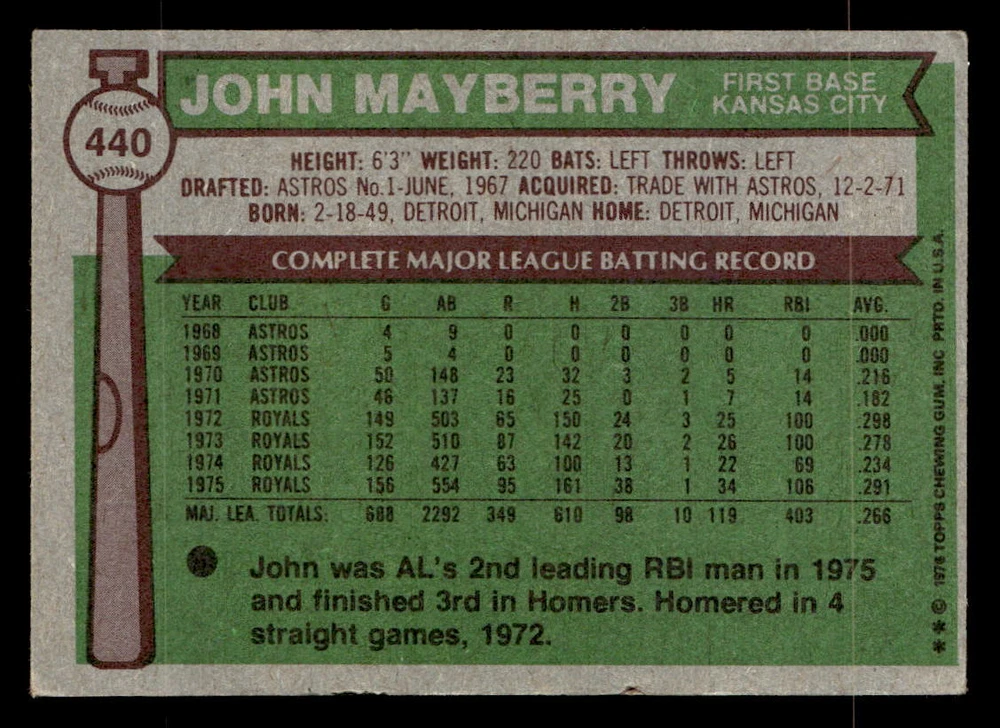 440
JOHN MAYBERRY
FIRST BASE
KANSAS CITY
HEIGHT: 6'3" WEIGHT: 220 BATS: LEFT THROWS: LEFT
DRAFTED: ASTROS No.1-JUNE, 1967 ACQUIRED: TRADE WITH ASTROS, 12-2-71
BORN: 2-18-49, DETROIT, MICHIGAN HOME: DETROIT, MICHIGAN
COMPLETE MAJOR LEAGUE BATTING RECORD
YEAR CLUB G AB R H 2B 3B HR RBI AVG.
1968 ASTROS 4 9 0 0 0 0 0 0 .000
1969 ASTROS 5 4 0 0 0 0 0 0 .000
1970 ASTROS 50 148 23 32 3 2 5 14 .216
1971 ASTROS 46 137 16 25 0 1 7 14 .182
1972 ROYALS 149 503 65 150 24 3 25 100 .298
1973 ROYALS 152 510 87 142 20 2 26 100 .278
1974 ROYALS 126 427 63 100 13 1 22 69 .234
1975 ROYALS 156 554 95 161 38 1 34 106 .291
MAJ. LEA. TOTALS: 688 2292 349 610 98 10 119 403 .266
John was AL's 2nd leading RBI man in 1975
and finished 3rd in Homers. Homered in 4
straight games, 1972.
** © 1976 TOPPS CHEWING GUM, INC PRTD. IN U.S.A.